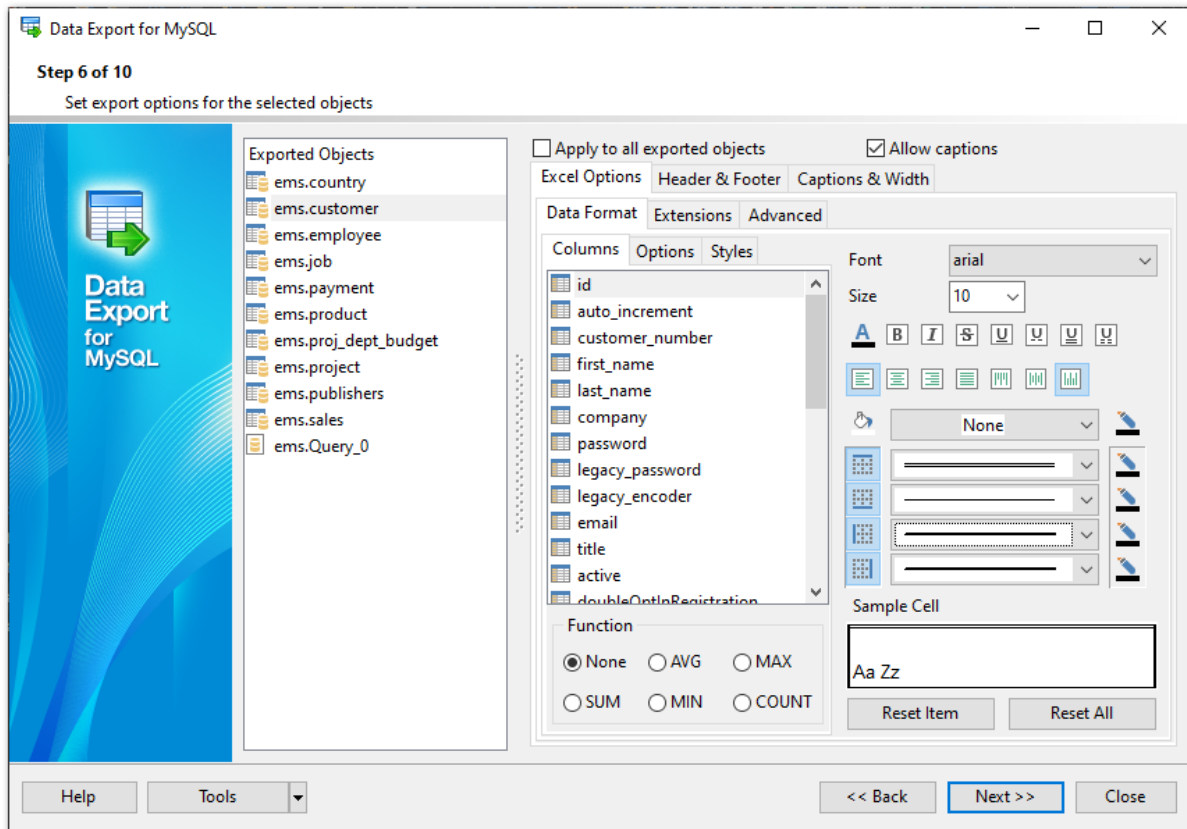 Data Export for MySQL
Step 6 of 10
Set export options for the selected objects
Data
Export
for
MySQL
Exported Objects
ems.country
ems.customer
ems.employee
ems.job
ems.payment
ems.product
ems.proj_dept_budget
ems.project
ems.publishers
ems.sales
ems.Query_0
Apply to all exported objects
Allow captions
Excel Options
Header & Footer
Captions & Width
Data Format
Extensions
Advanced
Columns
Options
Styles
id
auto_increment
customer_number
first_name
last_name
company
password
legacy_password
legacy_encoder
email
title
active
doubleOptInRegistration
Function
None
AVG
MAX
SUM
MIN
COUNT
Font
arial
Size
10
A
B
I
S
U
U
U
U
None
Sample Cell
Aa Zz
Reset Item
Reset All
Help
Tools
<< Back
Next >>
Close